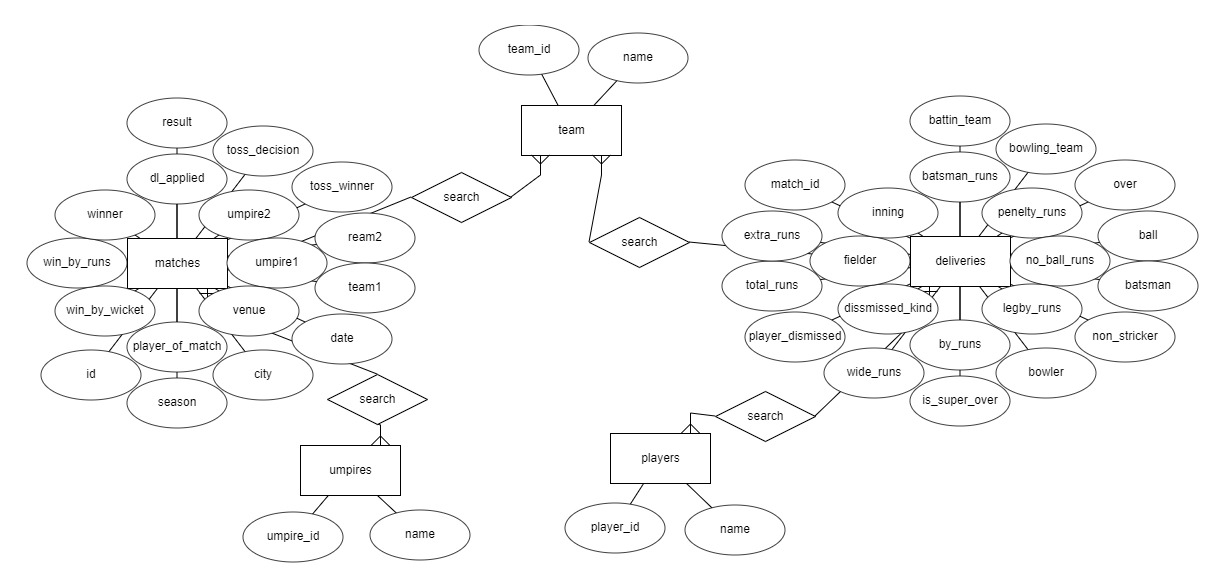 team_id
name
team
result
toss_decision
dl_applied
toss_winner
winner
umpire2
ream2
win_by_runs
matches
umpire1
team1
win_by_wicket
venue
date
player_of_match
id
city
season
search
search
search
search
umpires
umpire_id
name
players
player_id
name
battin_team
bowling_team
batsman_runs
match_id
over
inning
penelty_runs
extra_runs
ball
fielder
deliveries
no_ball_runs
total_runs
batsman
dissmissed_kind
legby_runs
player_dismissed
non_stricker
by_runs
wide_runs
bowler
is_super_over